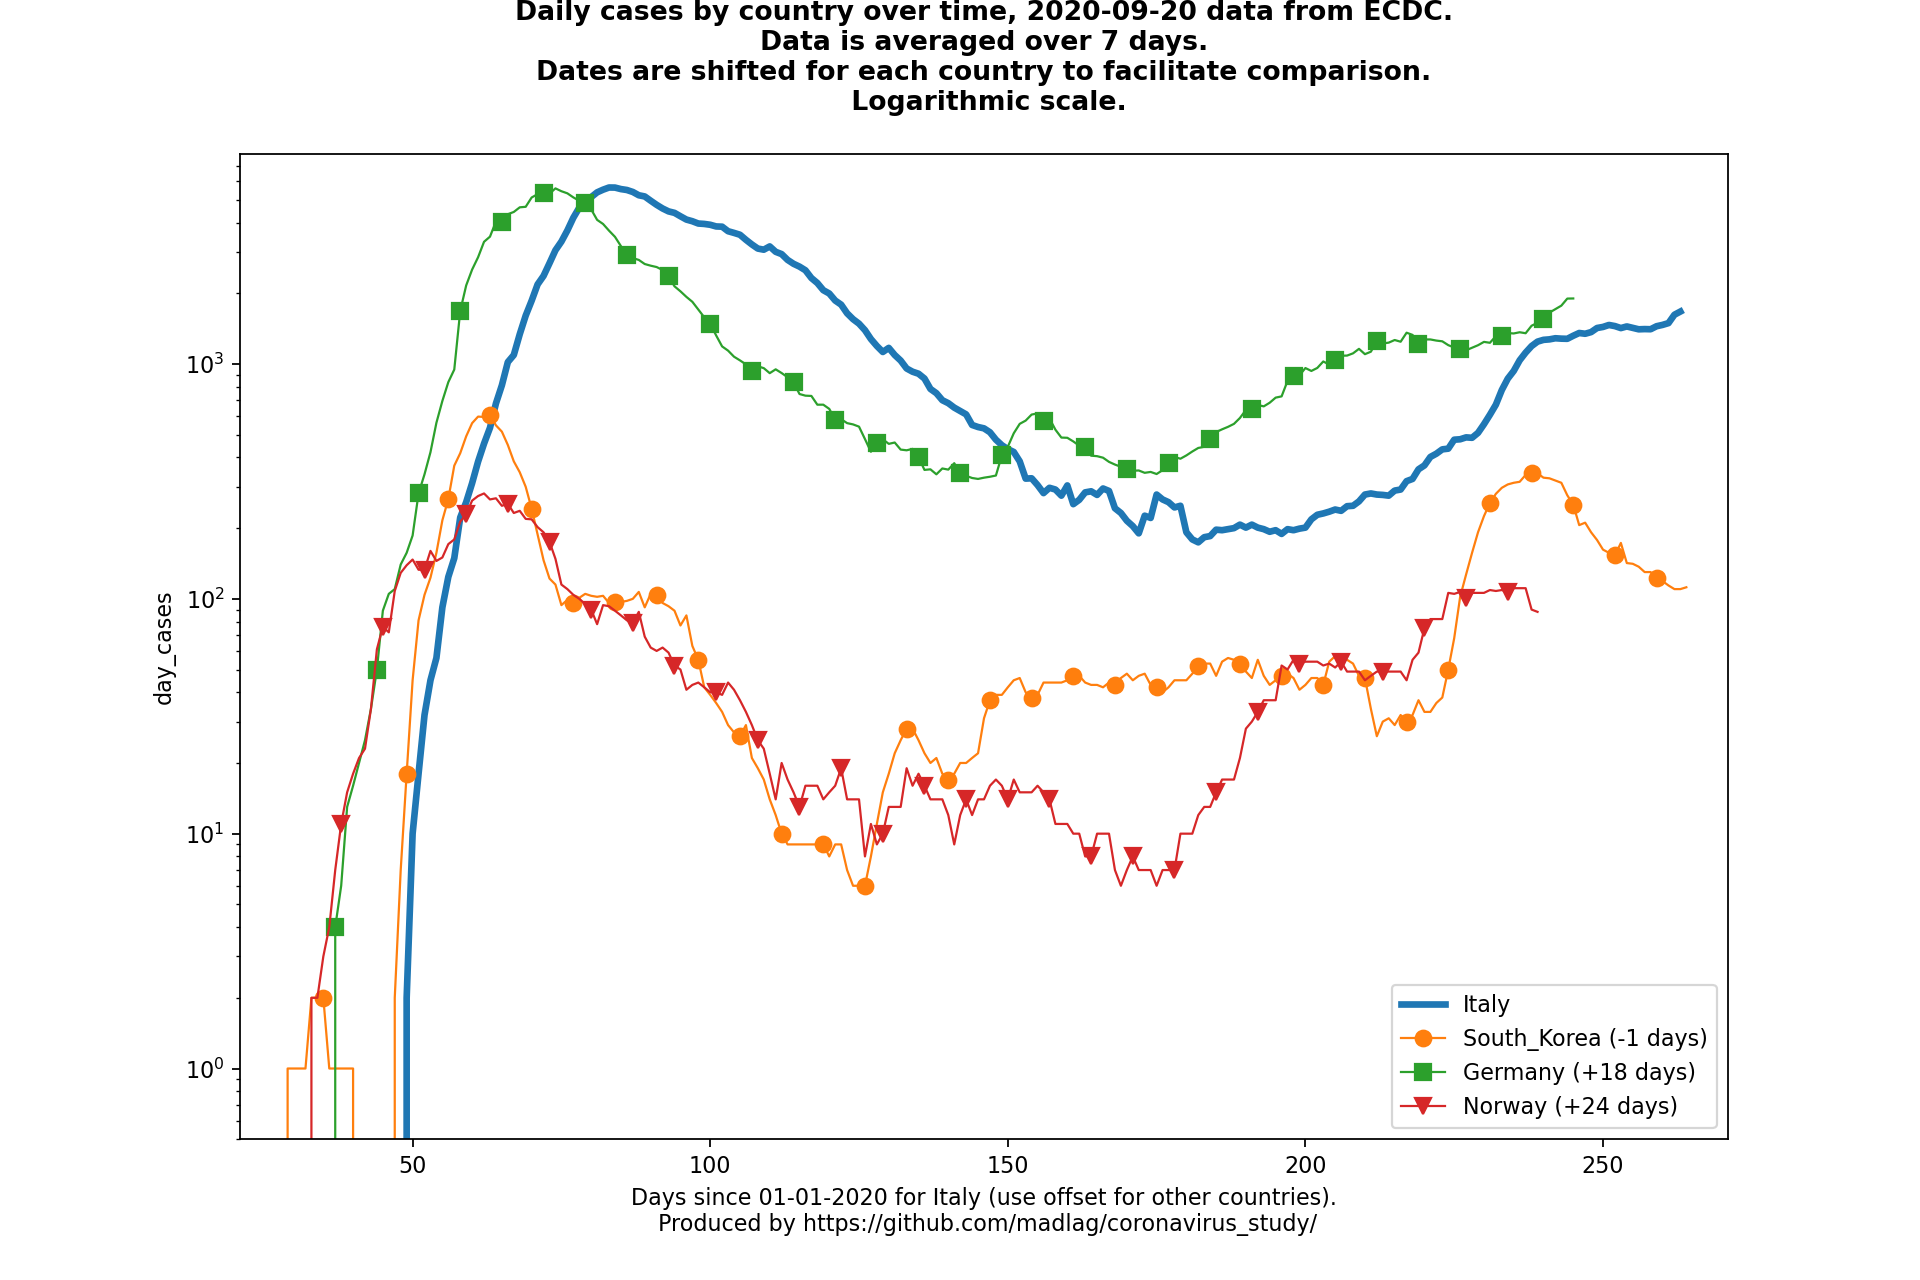 Daily cases by country over time, 2020-09-20 data from ECDC.
Data is averaged over 7 days.
Dates are shifted for each country to facilitate comparison.
Logarithmic scale.
10³
10²
10¹
10⁰
day_cases
50 100 150 200 250
Days since 01-01-2020 for Italy (use offset for other countries).
Produced by https://github.com/madlag/coronavirus_study/
Italy
South_Korea (-1 days)
Germany (+18 days)
Norway (+24 days)